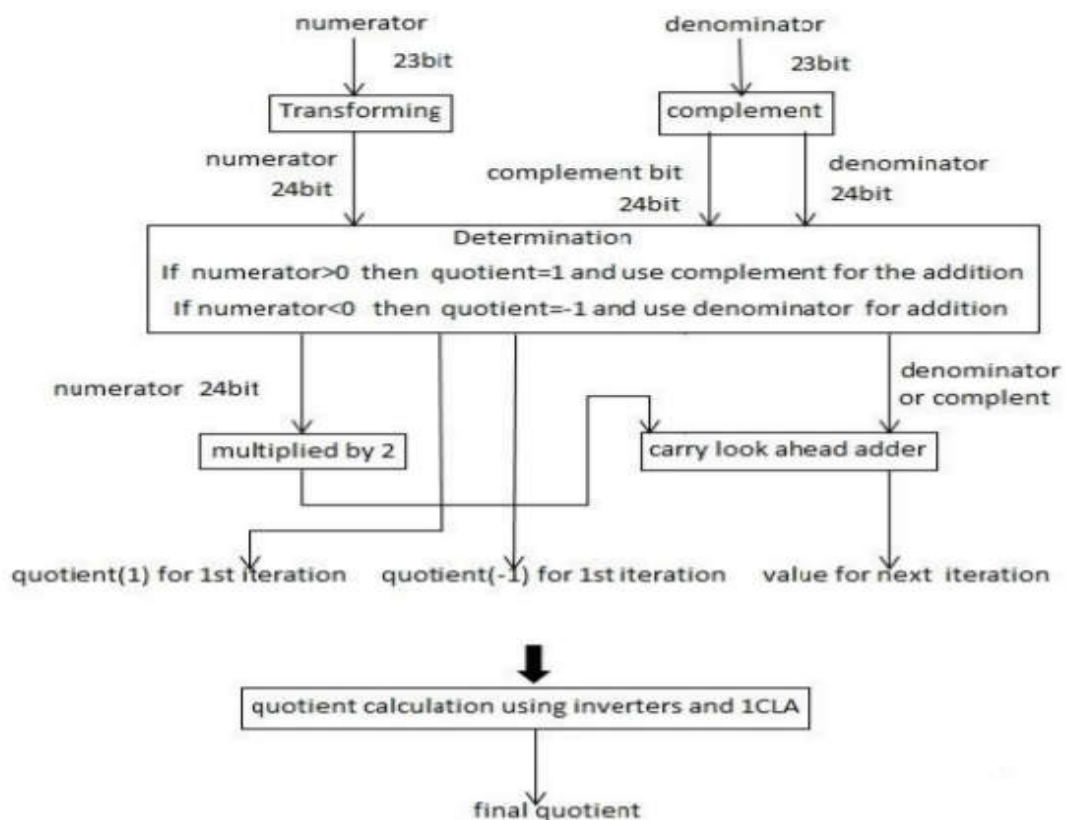 numerator
denominator
23bit
23bit
Transforming
complement
numerator
24bit
complement bit
24bit
denominator
24bit
Determination
If numerator>0 then quotient=1 and use complement for the addition
If numerator<0 then quotient=-1 and use denominator for addition
numerator 24bit
denominator
or complent
multiplied by 2
carry look ahead adder
quotient(1) for 1st iteration
quotient(-1) for 1st iteration
value for next iteration
quotient calculation using inverters and 1CLA
final quotient